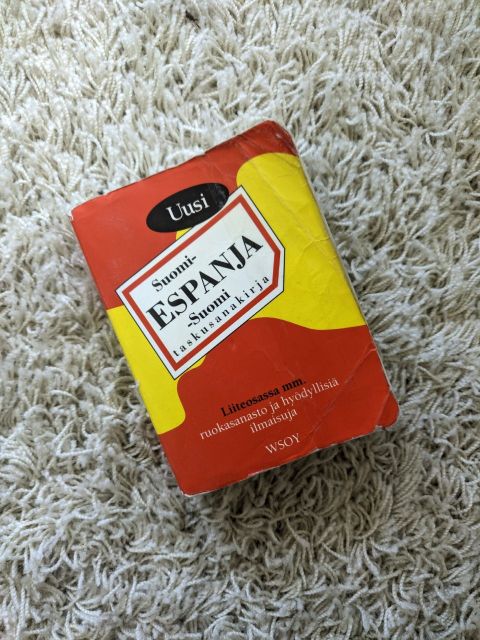 Uusi
Suomi-
ESPANJA
-Suomi
taskusanakirja
Liiteosassa mm.
ruokasanasto ja hyödyllisiä
ilmaisuja
WSOY